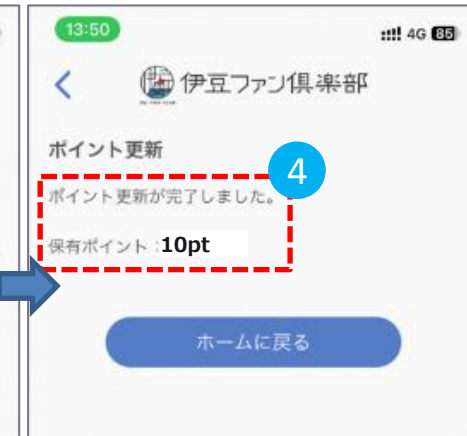 13:50
4G 85
伊豆ファン倶楽部
ポイント更新
4
ポイント更新が完了しました。
保有ポイント：10pt
ホームに戻る